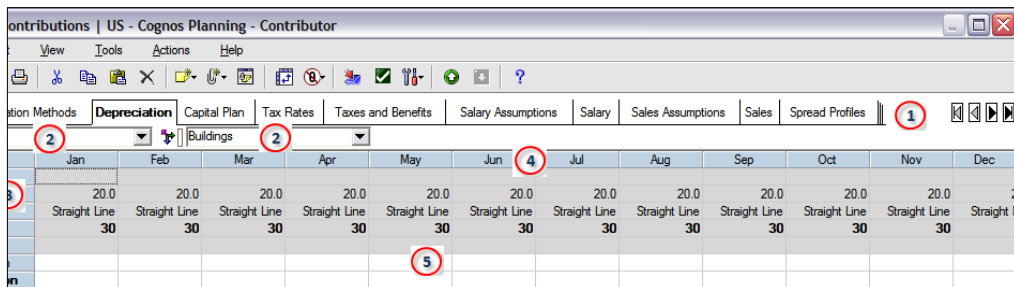 ontributions | US - Cognos Planning - Contributor
View Tools Actions Help
ation Methods Depreciation Capital Plan Tax Rates Taxes and Benefits Salary Assumptions Salary Sales Assumptions Sales Spread Profiles 1
2 Buildings 2
Jan Feb Mar Apr May Jun 4 Jul Aug Sep Oct Nov Dec
3 20.0 20.0 20.0 20.0 20.0 20.0 20.0 20.0 20.0 20.0 20.0 2
Straight Line Straight Line Straight Line Straight Line Straight Line Straight Line Straight Line Straight Line Straight Line Straight Line Straight Line Straight
30 30 30 30 30 30 30 30 30 30 30
5
on